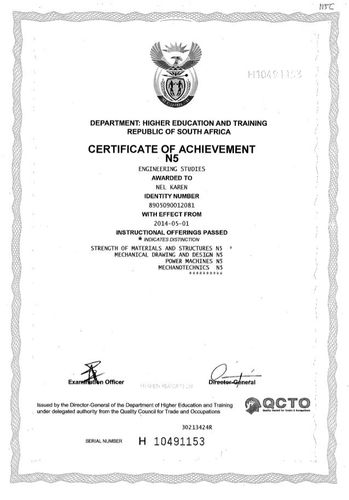 N5C
H10491153
DEPARTMENT: HIGHER EDUCATION AND TRAINING
REPUBLIC OF SOUTH AFRICA
CERTIFICATE OF ACHIEVEMENT
N5
ENGINEERING STUDIES
AWARDED TO
NEL KAREN
IDENTITY NUMBER
8905090012081
WITH EFFECT FROM
2014-05-01
INSTRUCTIONAL OFFERINGS PASSED
* INDICATES DISTINCTION
STRENGTH OF MATERIALS AND STRUCTURES N5 *
MECHANICAL DRAWING AND DESIGN N5
POWER MACHINES N5
MECHANOTECHNICS N5
**********
Examination Officer
Director-General
Issued by the Director-General of the Department of Higher Education and Training
under delegated authority from the Quality Council for Trade and Occupations
QCTO
Quality Council for Trades & Occupations
30213424R
SERIAL NUMBER H 10491153